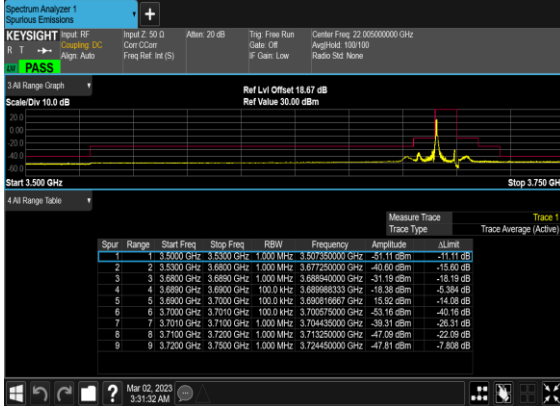 Spectrum Analyzer 1
Spurious Emissions
+
KEYSIGHT Input: RF Input Z: 50 Ω Atten: 20 dB Trig: Free Run Center Freq: 22.005000000 GHz
R T Coupling: DC Corr CCorr Gate: Off Avg|Hold: 100/100
Align: Auto Freq Ref: Int (S) IF Gain: Low Radio Std: None
PASS
3 All Range Graph
Ref Lvl Offset 18.67 dB
Scale/Div 10.0 dB Ref Value 30.00 dBm
20.0
0.00
-20.0
-40.0
-60.0
Start 3.500 GHz Stop 3.750 GH
4 All Range Table
Measure Trace Trace 1
Trace Type Trace Average (Active)
Spur Range Start Freq Stop Freq RBW Frequency Amplitude ΔLimit
1 1 3.5000 GHz 3.5300 GHz 1.000 MHz 3.507350000 GHz -51.11 dBm -11.11 dB
2 2 3.5300 GHz 3.6800 GHz 1.000 MHz 3.677250000 GHz -40.60 dBm -15.60 dB
3 3 3.6800 GHz 3.6890 GHz 1.000 MHz 3.688940000 GHz -31.19 dBm -18.19 dB
4 4 3.6890 GHz 3.6900 GHz 100.0 kHz 3.689988333 GHz -18.38 dBm -5.384 dB
5 5 3.6900 GHz 3.7000 GHz 100.0 kHz 3.690816667 GHz 15.92 dBm -14.08 dB
6 6 3.7000 GHz 3.7010 GHz 100.0 kHz 3.700575000 GHz -53.16 dBm -40.16 dB
7 7 3.7010 GHz 3.7100 GHz 1.000 MHz 3.704435000 GHz -39.31 dBm -26.31 dB
8 8 3.7100 GHz 3.7200 GHz 1.000 MHz 3.713250000 GHz -47.09 dBm -22.09 dB
9 9 3.7200 GHz 3.7500 GHz 1.000 MHz 3.724450000 GHz -47.81 dBm -7.808 dB
? Mar 02, 2023
3:31:32 AM